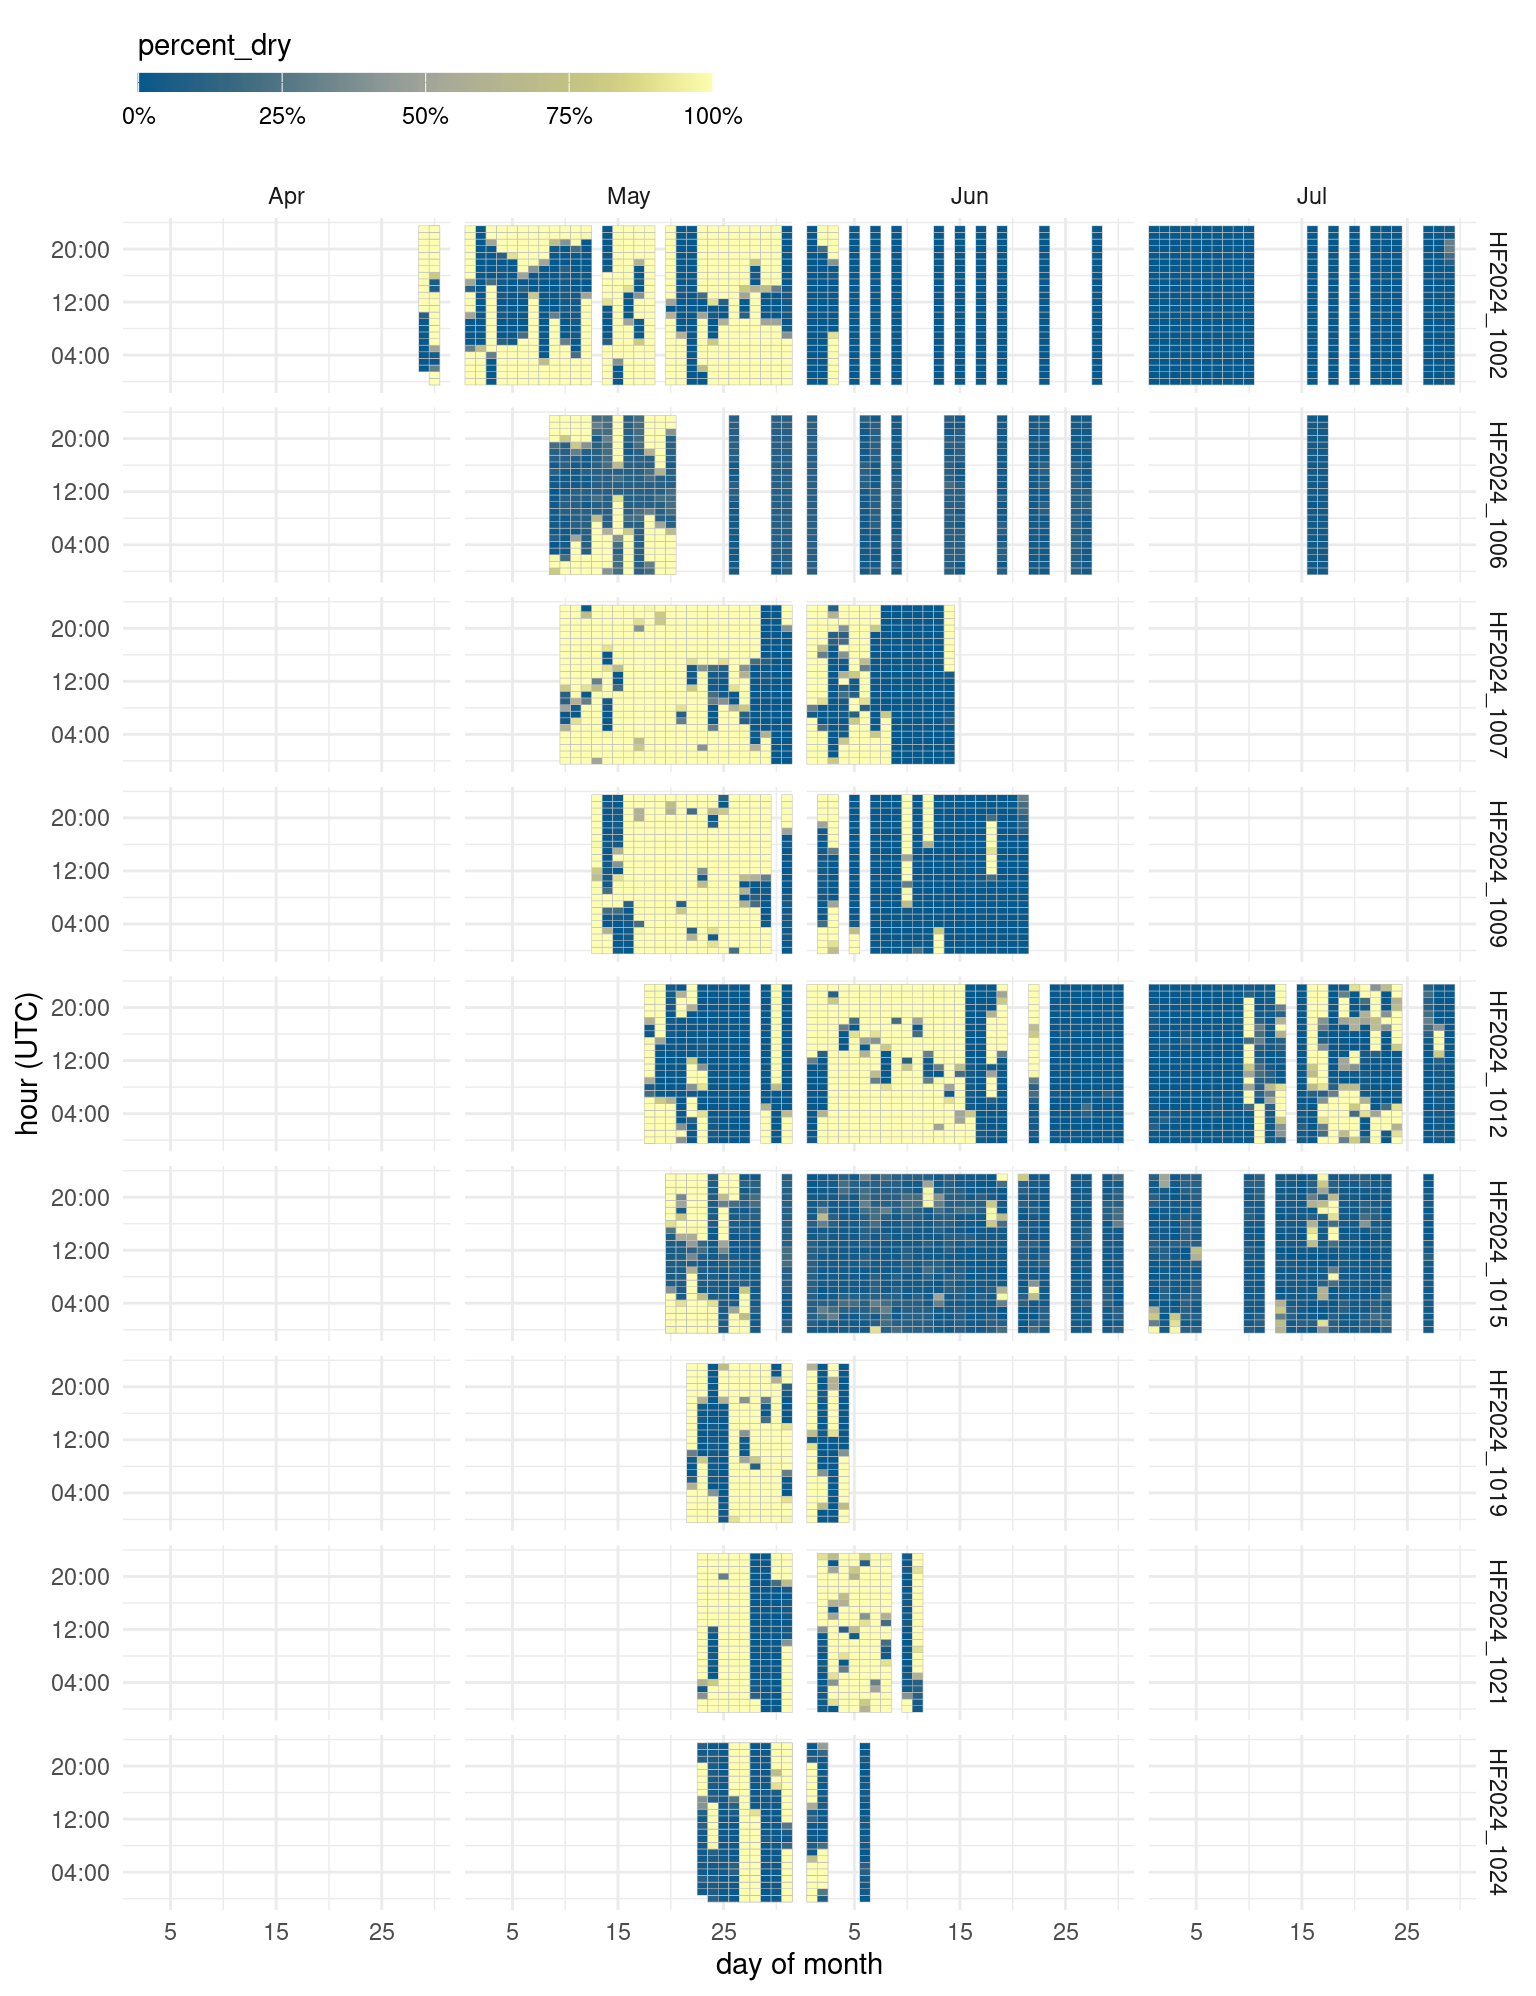 percent_dry
0% 25% 50% 75% 100%
Apr May Jun Jul
20:00
12:00
04:00
HF2024_1002
20:00
12:00
04:00
HF2024_1006
20:00
12:00
04:00
HF2024_1007
20:00
12:00
04:00
HF2024_1009
20:00
12:00
04:00
HF2024_1012
hour (UTC)
20:00
12:00
04:00
HF2024_1015
20:00
12:00
04:00
HF2024_1019
20:00
12:00
04:00
HF2024_1021
20:00
12:00
04:00
HF2024_1024
5 15 25 5 15 25 5 15 25 5 15 25
day of month